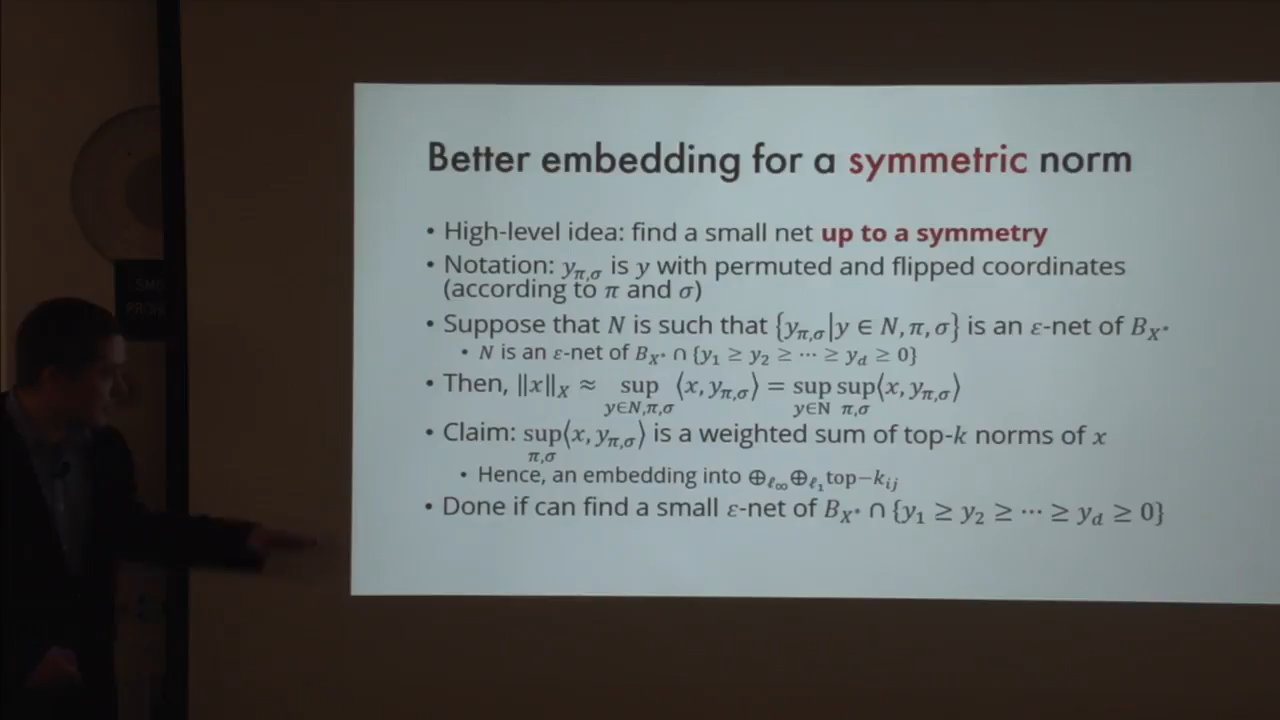 Better embedding for a symmetric norm
• High-level idea: find a small net up to a symmetry
• Notation: y_{π,σ} is y with permuted and flipped coordinates
(according to π and σ)
• Suppose that N is such that {y_{π,σ}|y ∈ N, π, σ} is an ε-net of B_{X*}
• N is an ε-net of B_{X*} ∩ {y₁ ≥ y₂ ≥ ⋯ ≥ y_d ≥ 0}
• Then, ‖x‖_X ≈ sup_{y∈N,π,σ} ⟨x, y_{π,σ}⟩ = sup_{y∈N} sup_{π,σ}⟨x, y_{π,σ}⟩
• Claim: sup_{π,σ}⟨x, y_{π,σ}⟩ is a weighted sum of top-k norms of x
• Hence, an embedding into ⊕_{ℓ∞}⊕_{ℓ₁}top−k_{ij}
• Done if can find a small ε-net of B_{X*} ∩ {y₁ ≥ y₂ ≥ ⋯ ≥ y_d ≥ 0}